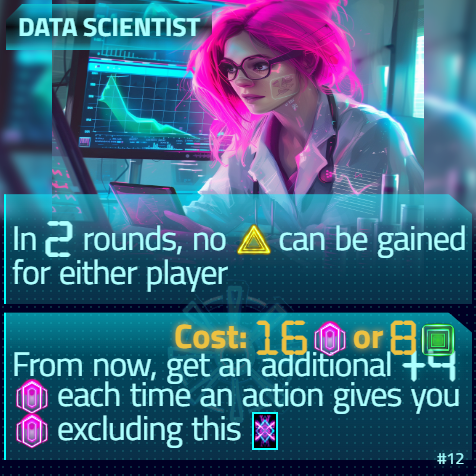 DATA SCIENTIST
In 2 rounds, no can be gained
for either player
Cost: 16 or 8
From now, get an additional +4
each time an action gives you
excluding this
#12